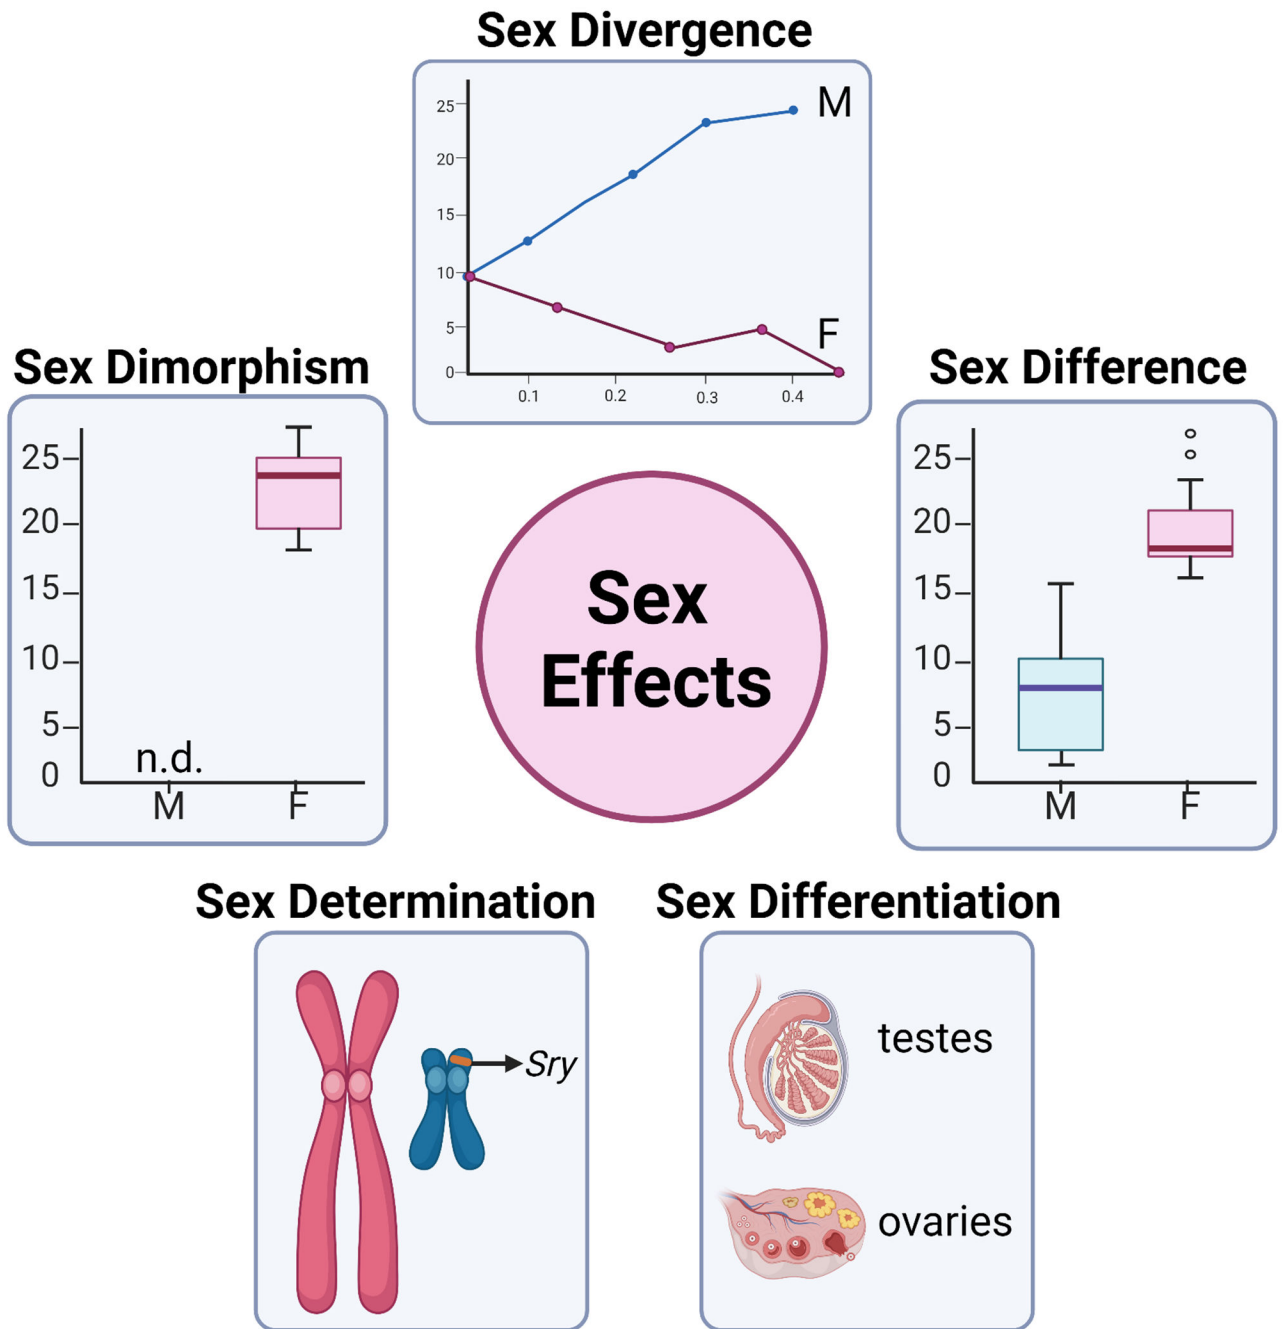 Sex Divergence
25
20
15
10
5
0
0.1 0.2 0.3 0.4
M
F
Sex Dimorphism
25
20
15
10
5
0
n.d.
M F
Sex Difference
25
20
15
10
5
0
M F
Sex
Effects
Sex Determination
Sry
Sex Differentiation
testes
ovaries